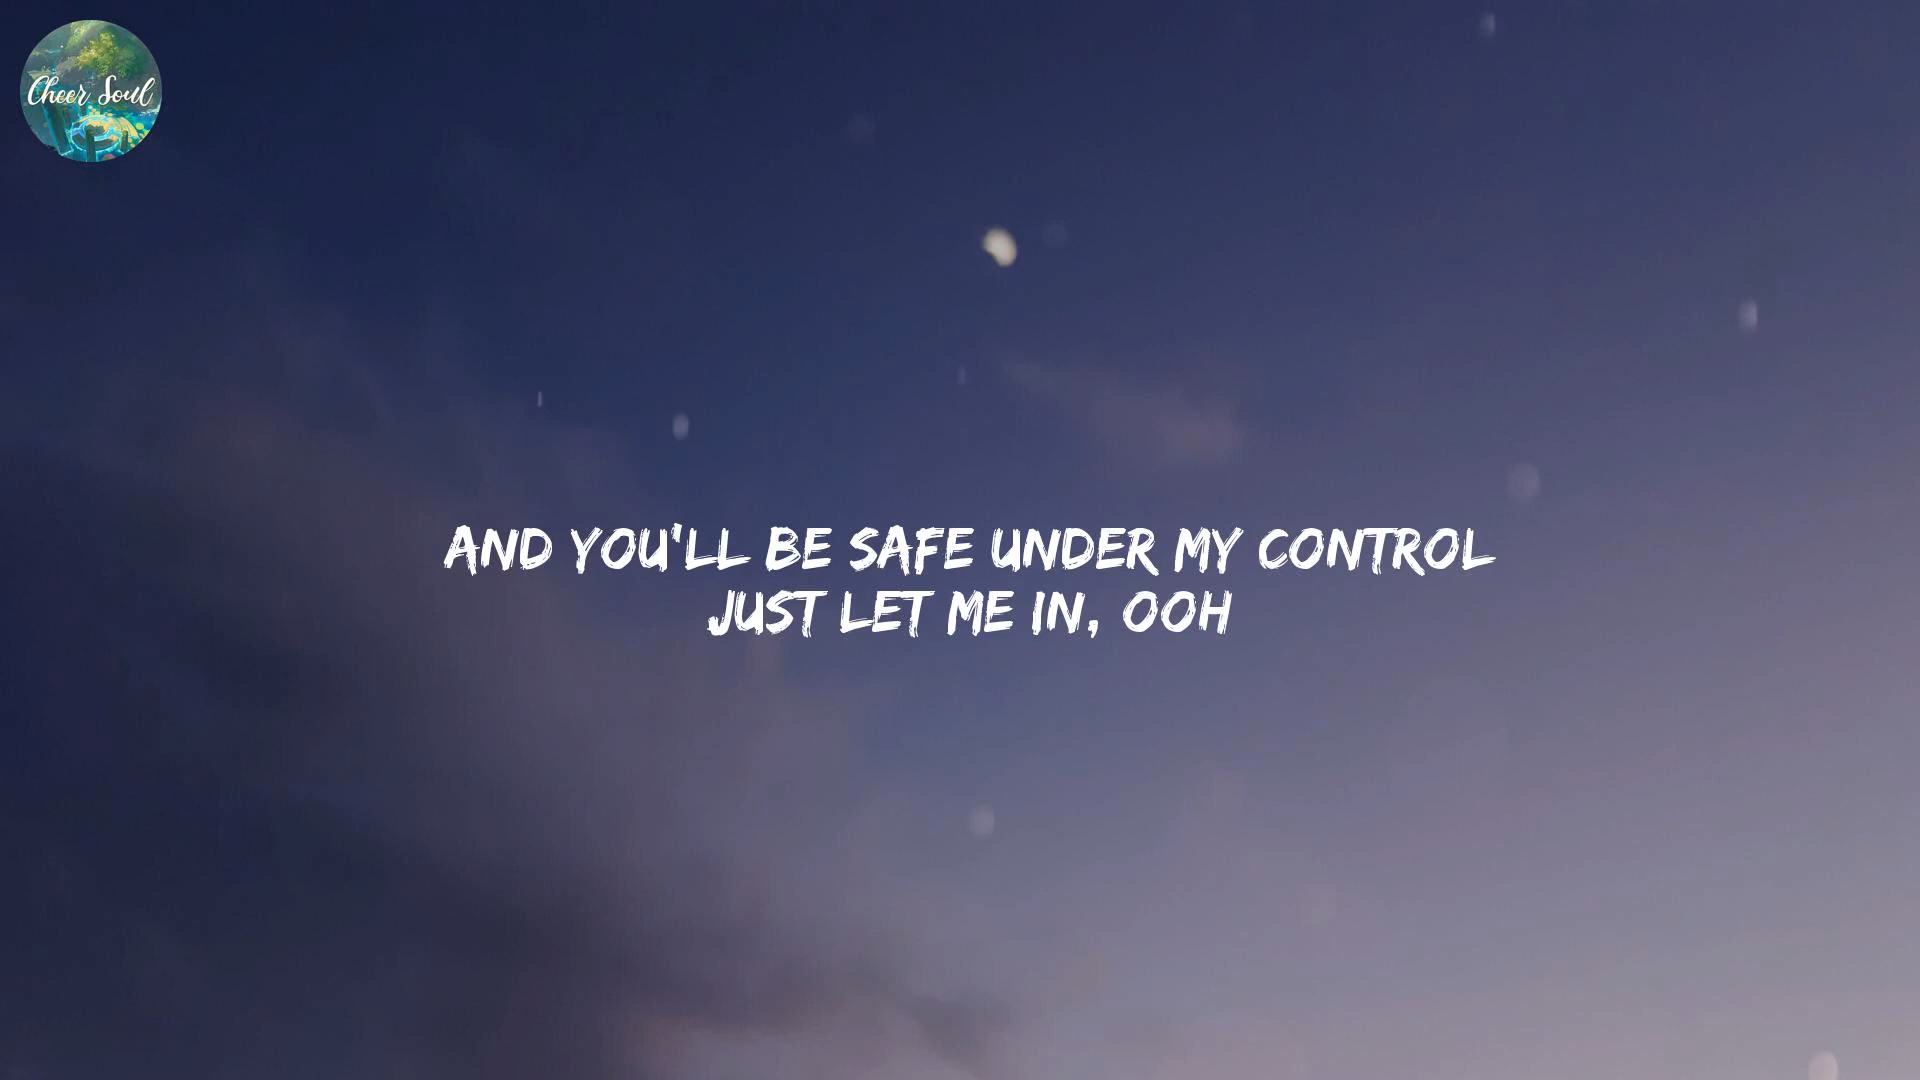 Cheer Soul
AND YOU'LL BE SAFE UNDER MY CONTROL
JUST LET ME IN, OOH